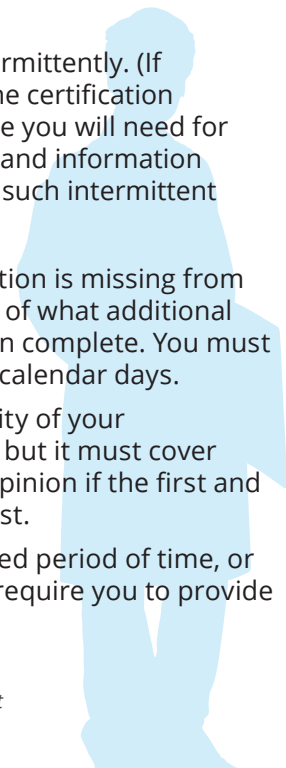 rmittently. (If
ne certification
e you will need for
and information
such intermittent
tion is missing from
of what additional
n complete. You must
calendar days.
ity of your
but it must cover
pinion if the first and
st.
ed period of time, or
require you to provide
t